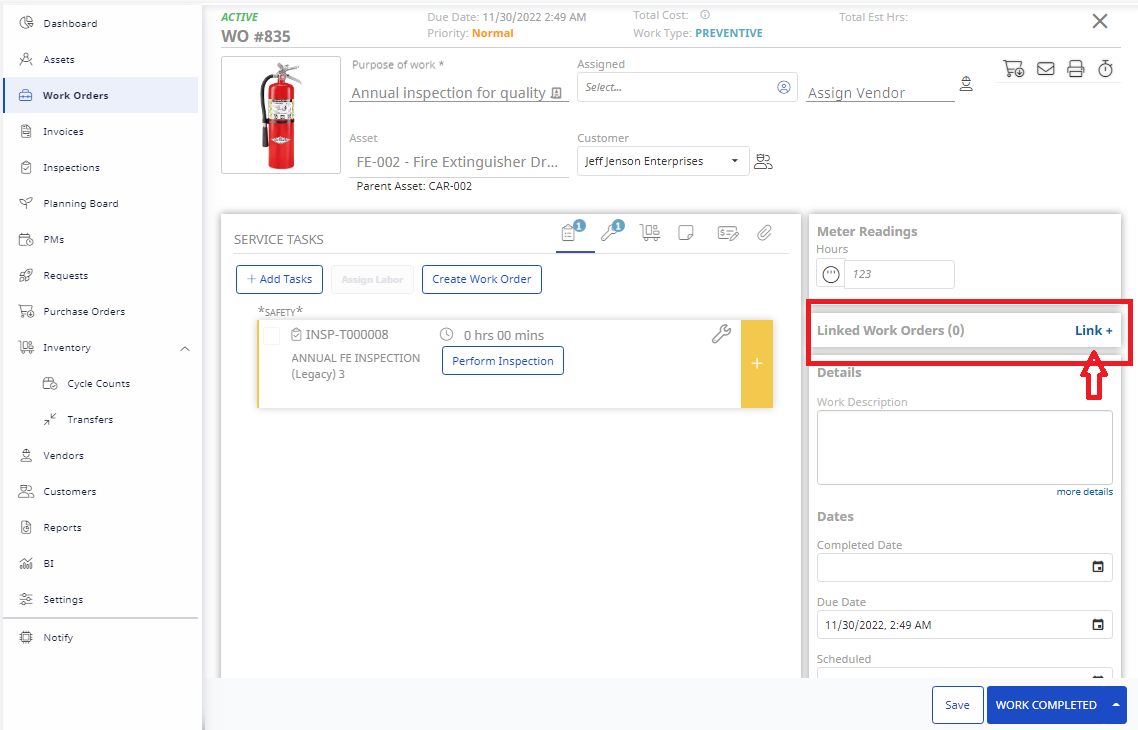 Dashboard
Assets
Work Orders
Invoices
Inspections
Planning Board
PMs
Requests
Purchase Orders
Inventory
Cycle Counts
Transfers
Vendors
Customers
Reports
BI
Settings
Notify
ACTIVE
WO #835
Due Date: 11/30/2022 2:49 AM
Priority: Normal
Total Cost:
Work Type: PREVENTIVE
Total Est Hrs:
Purpose of work *
Annual inspection for quality
Assigned
Select...
Assign Vendor
Asset
FE-002 - Fire Extinguisher Dr...
Parent Asset: CAR-002
Customer
Jeff Jenson Enterprises
SERVICE TASKS
1
1
+ Add Tasks
Assign Labor
Create Work Order
*SAFETY*
INSP-T000008
0 hrs 00 mins
ANNUAL FE INSPECTION
(Legacy) 3
Perform Inspection
+
Meter Readings
Hours
123
Linked Work Orders (0)
Link +
Details
Work Description
more details
Dates
Completed Date
Due Date
11/30/2022, 2:49 AM
Scheduled
Save
WORK COMPLETED